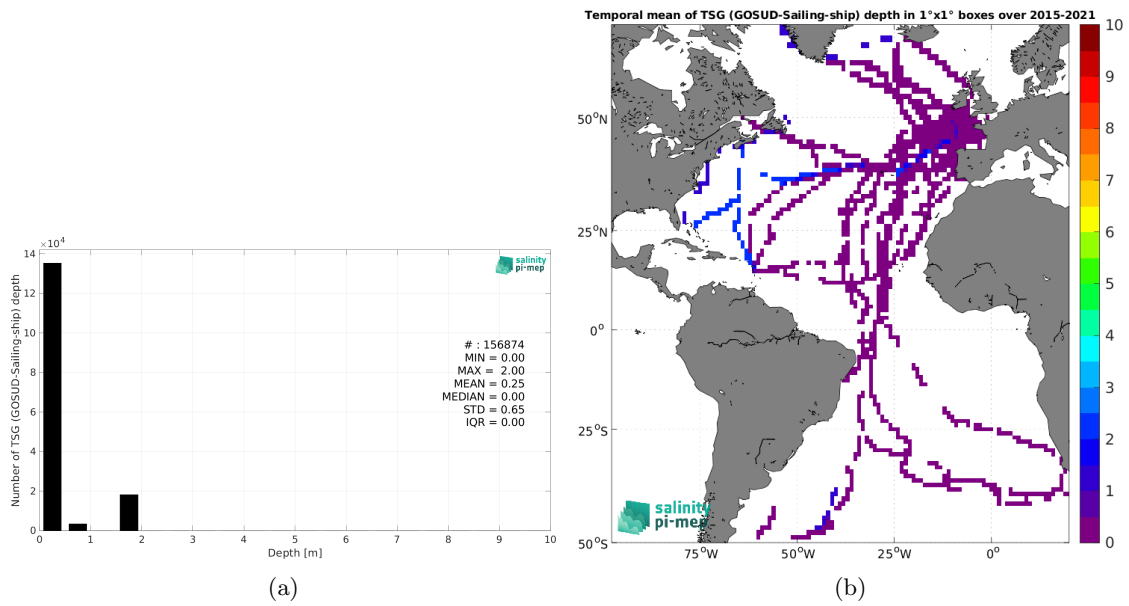 Temporal mean of TSG (GOSUD-Sailing-ship) depth in 1°x1° boxes over 2015-2021
×10⁴
14
12
10
8
6
4
2
0
Number of TSG (GOSUD-Sailing-ship) depth
salinity
pi-mep
# : 156874
MIN = 0.00
MAX = 2.00
MEAN = 0.25
MEDIAN = 0.00
STD = 0.65
IQR = 0.00
0 1 2 3 4 5 6 7 8 9 10
Depth [m]
(a)
50°N
25°N
0°
25°S
50°S
salinity
pi-mep
75°W 50°W 25°W 0°
10
9
8
7
6
5
4
3
2
1
0
(b)